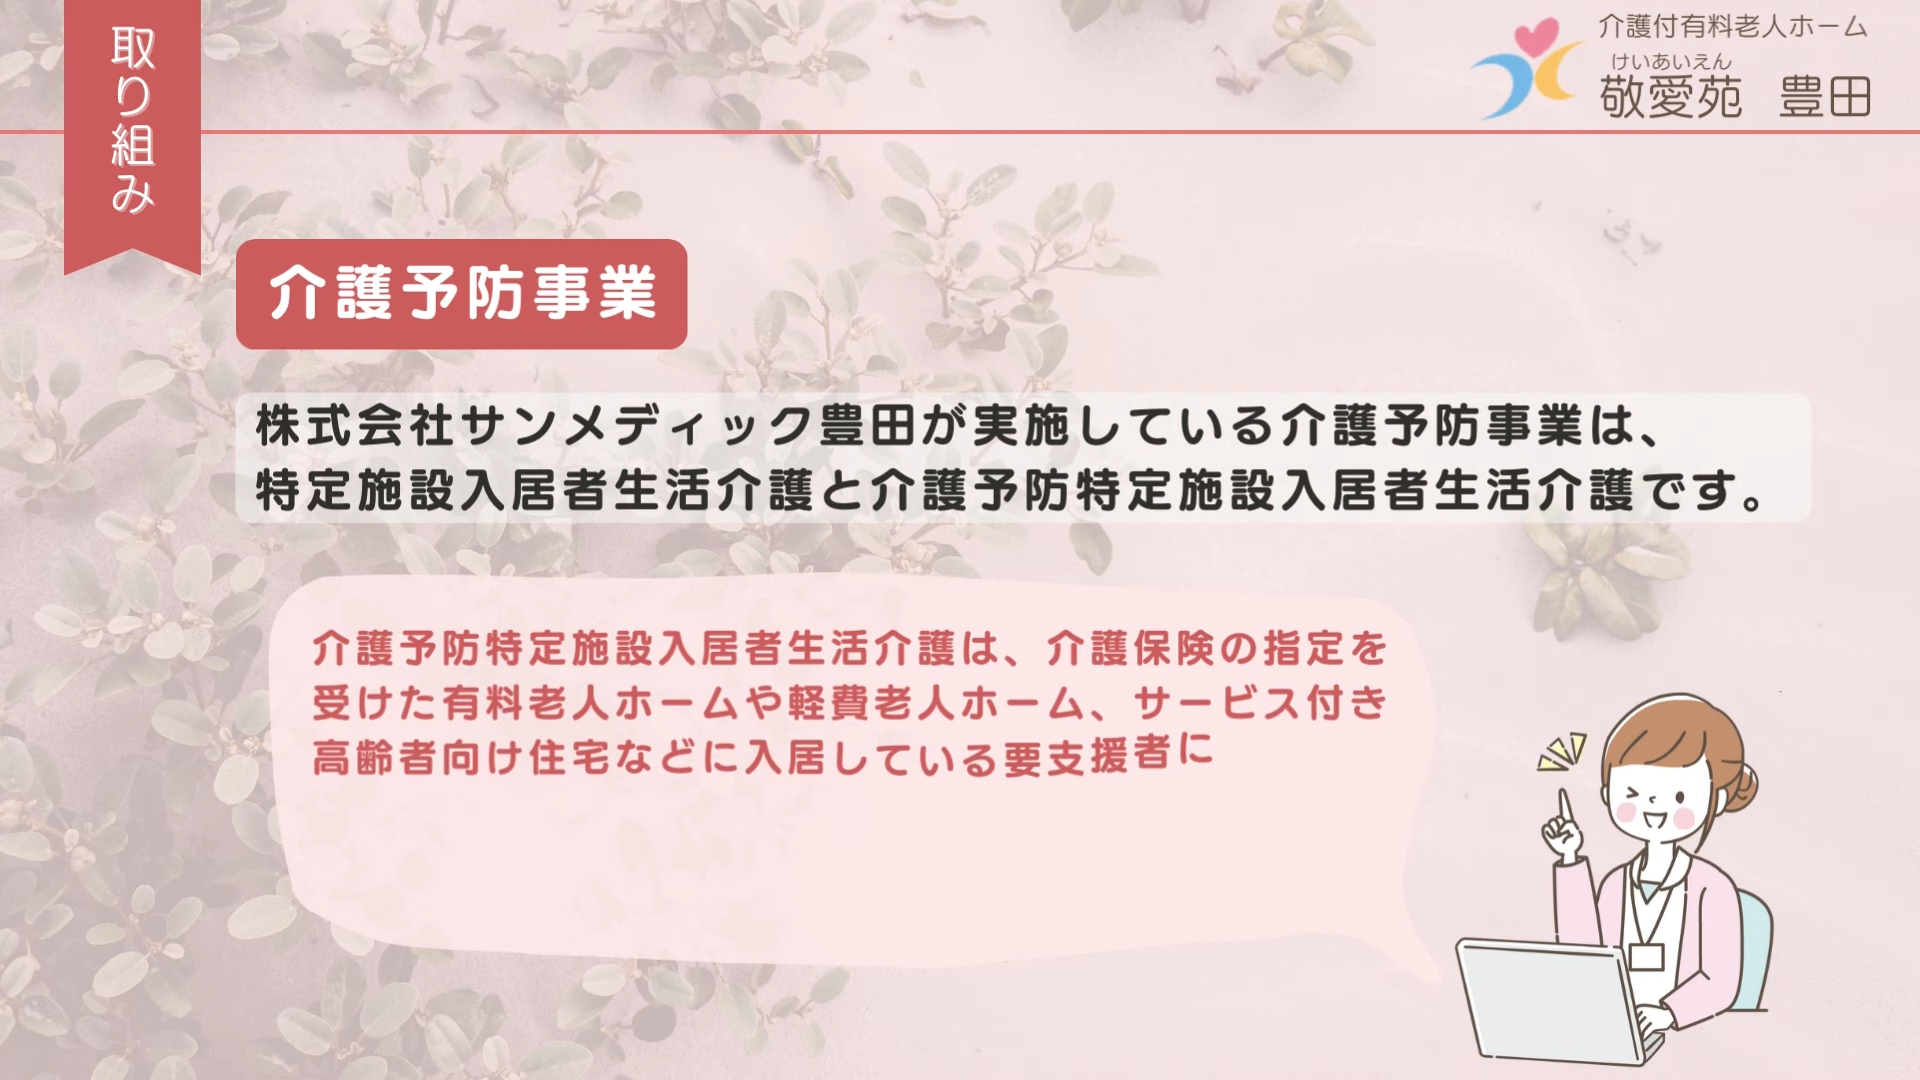 取り組み
介護付有料老人ホーム
けいあいえん
敬愛苑 豊田
介護予防事業
株式会社サンメディック豊田が実施している介護予防事業は、
特定施設入居者生活介護と介護予防特定施設入居者生活介護です。
介護予防特定施設入居者生活介護は、介護保険の指定を
受けた有料老人ホームや軽費老人ホーム、サービス付き
高齢者向け住宅などに入居している要支援者に